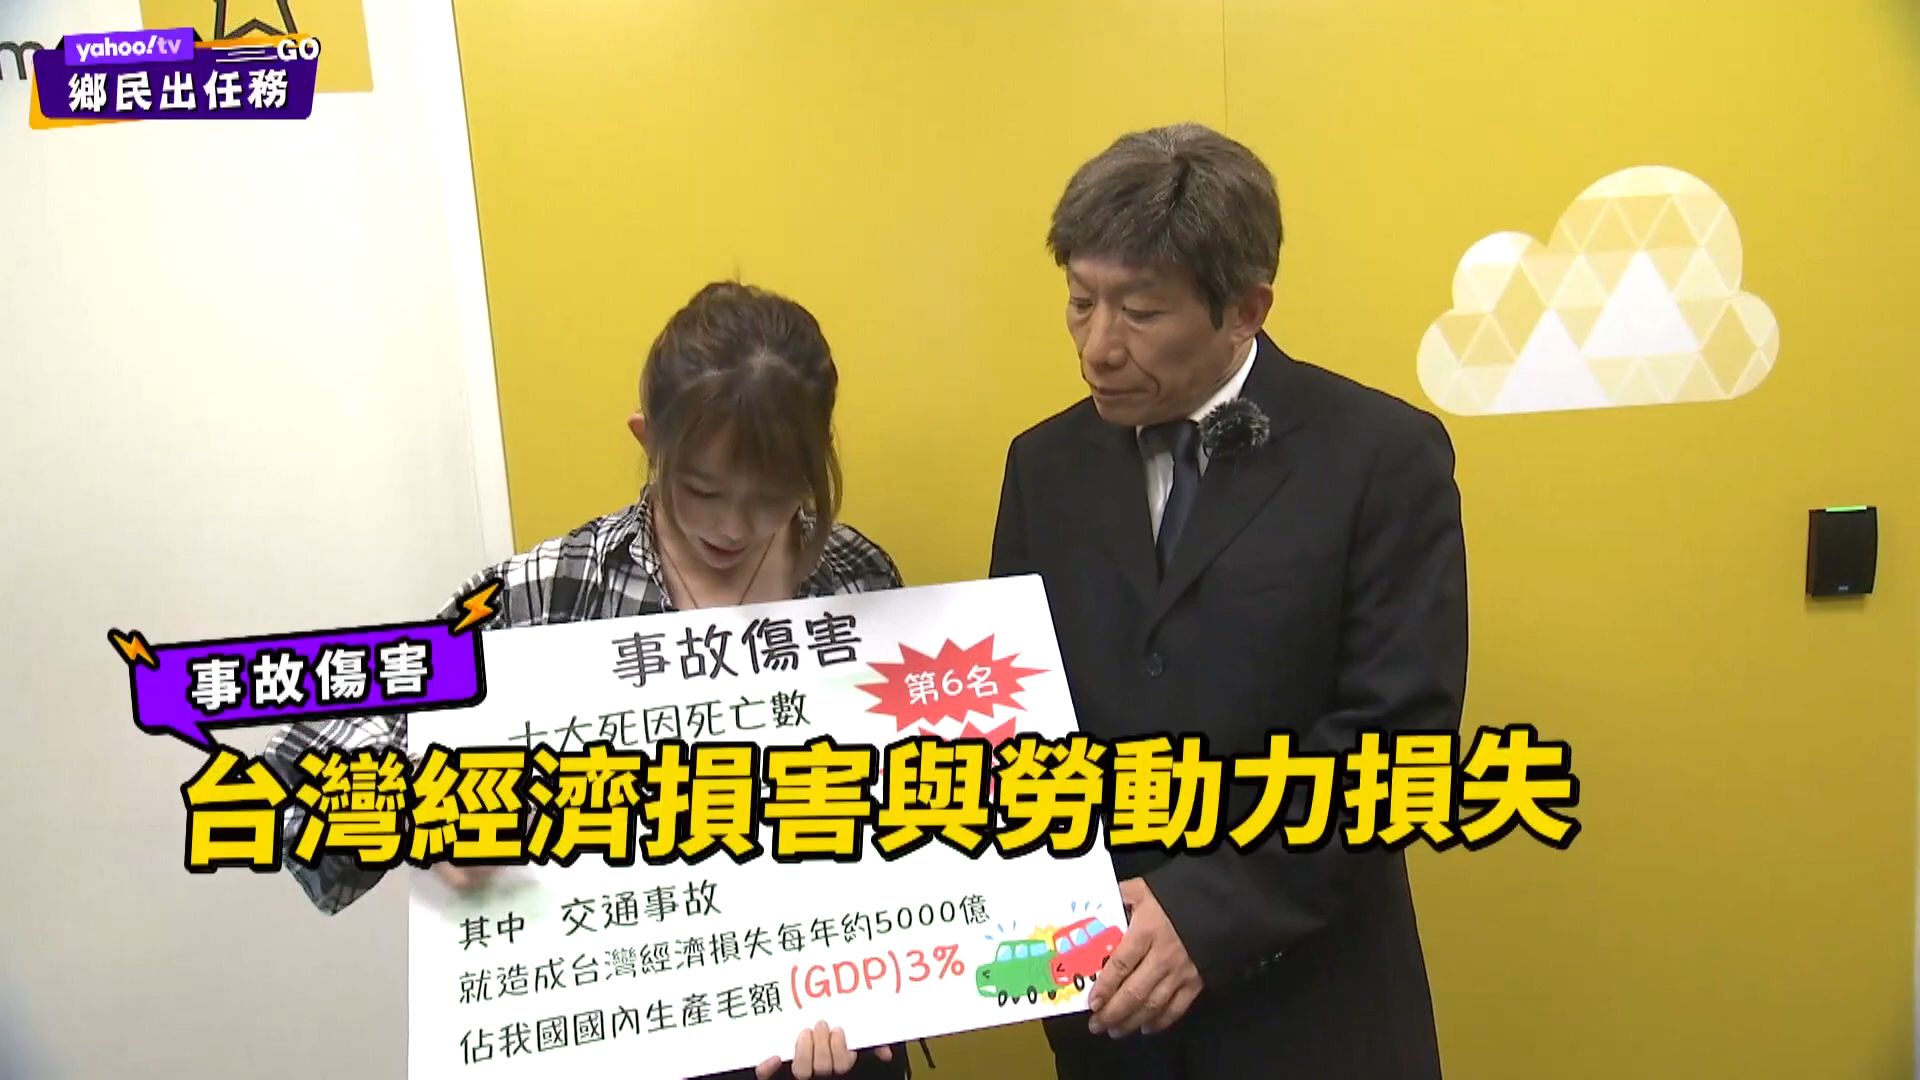 yahoo!tv
GO
鄉民出任務
事故傷害
事故傷害
第6名
十大死因死亡數
台灣經濟損害與勞動力損失
其中 交通事故
就造成台灣經濟損失每年約5000億
佔我國國內生產毛額(GDP)3%